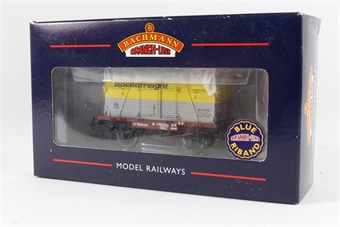 BACHMANN
BRANCH-LINE
Speedfreight
BLUE
BRANCH-LINE
RIBAND
MODEL RAILWAYS